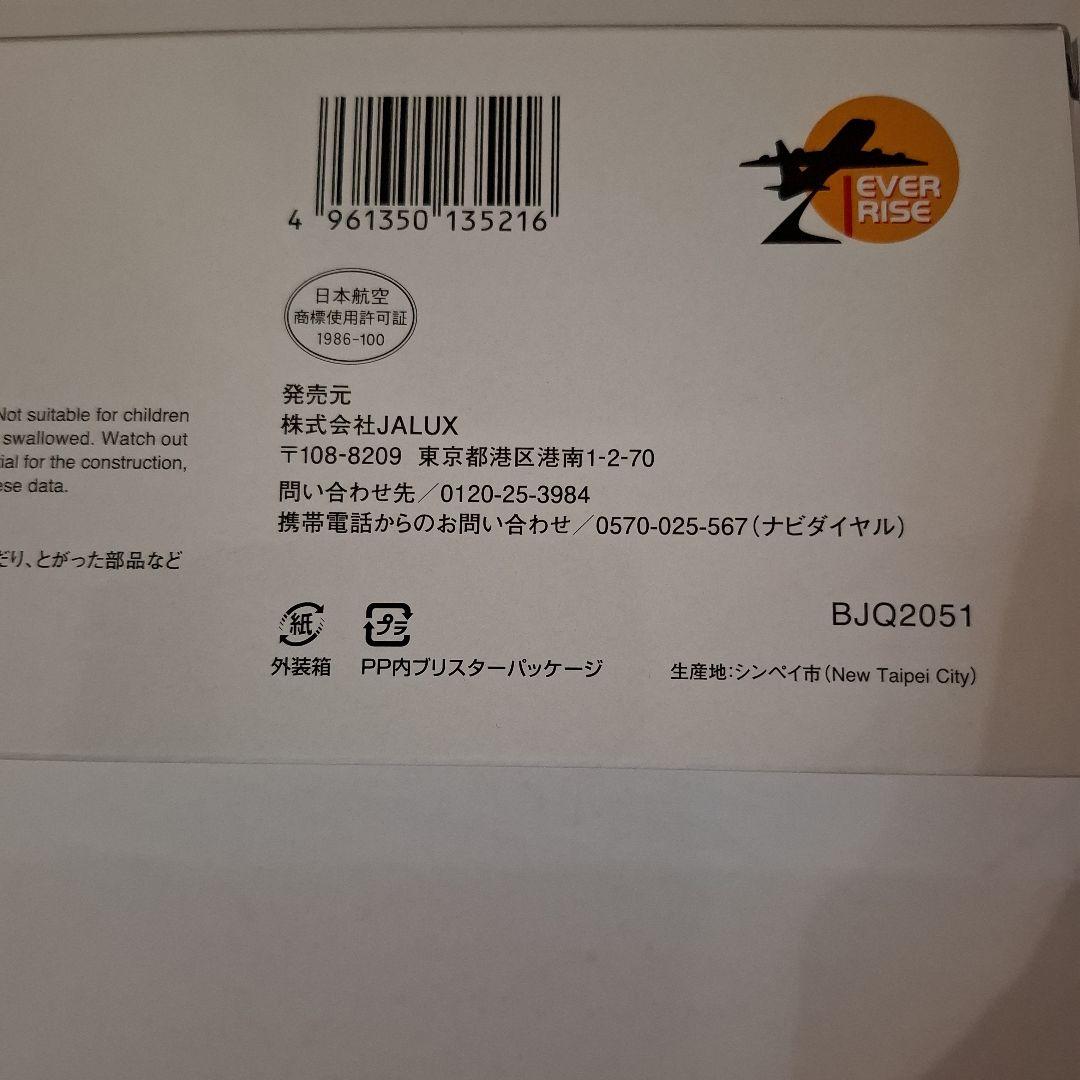 4 961350 135216
EVER
RISE
日本航空
商標使用許可証
1986-100
Not suitable for children
swallowed. Watch out
ial for the construction,
ese data.
だり、とがった部品など
発売元
株式会社JALUX
〒108-8209 東京都港区港南1-2-70
問い合わせ先／0120-25-3984
携帯電話からのお問い合わせ／0570-025-567（ナビダイヤル）
紙
プラ
外装箱
PP内ブリスターパッケージ
BJQ2051
生産地：シンペイ市（New Taipei City）